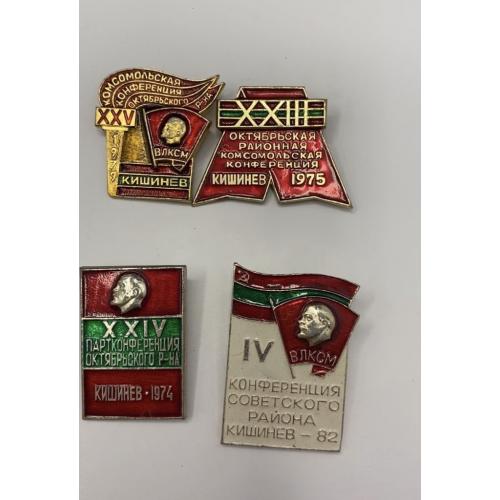 КОМСОМОЛЬСКАЯ
КОНФЕРЕНЦИЯ
ОКТЯБРЬСКОГО Р-НА
XXV
1979
ВЛКСМ
КИШИНЕВ
XXIII
ОКТЯБРЬСКАЯ
РАЙОННАЯ
КОМСОМОЛЬСКАЯ
КОНФЕРЕНЦИЯ
КИШИНЕВ 1975
XXIV
ПАРТКОНФЕРЕНЦИЯ
ОКТЯБРЬСКОГО Р-НА
КИШИНЕВ · 1974
ВЛКСМ
IV
КОНФЕРЕНЦИЯ
СОВЕТСКОГО
РАЙОНА
КИШИНЕВ – 82